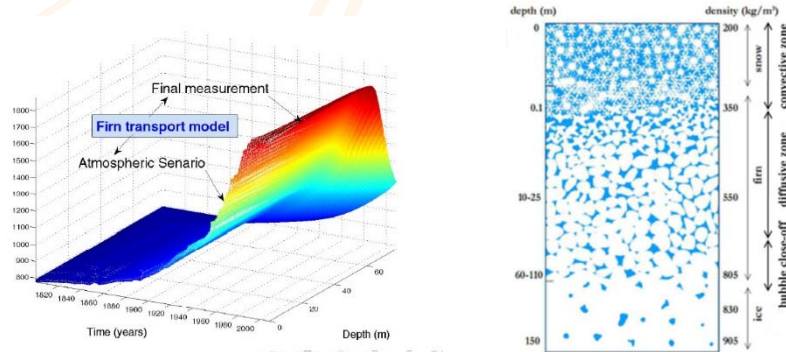 Final measurement
Firn transport model
Atmospheric Senario
1800
1700
1600
1500
1400
1300
1200
1100
1000
900
800
1820
1840
1860
1880
1900
1920
1940
1960
1980
2000
0
20
40
60
Time (years)
Depth (m)
depth (m)
density (kg/m³)
0
200
snow
convective zone
0.1
350
firn
diffusive zone
10-25
550
60-110
805
bubble close-off
ice
830
150
905